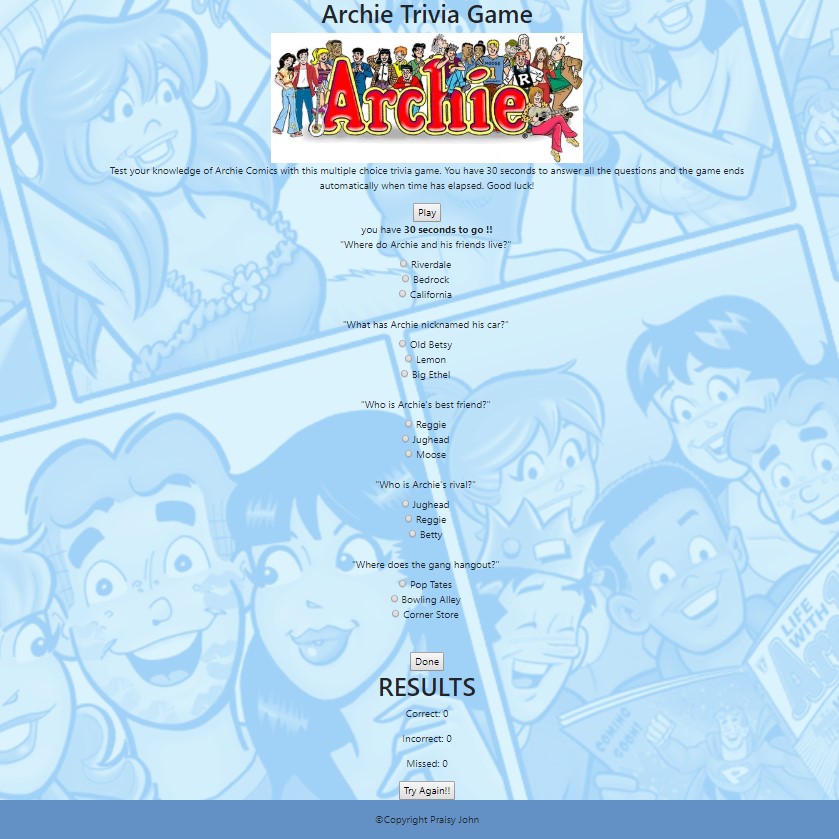 Archie Trivia Game
Archie
MOOSE
R
Test your knowledge of Archie Comics with this multiple choice trivia game. You have 30 seconds to answer all the questions and the game ends
automatically when time has elapsed. Good luck!
Play
you have 30 seconds to go !!
"Where do Archie and his friends live?"
Riverdale
Bedrock
California
"What has Archie nicknamed his car?"
Old Betsy
Lemon
Big Ethel
"Who is Archie's best friend?"
Reggie
Jughead
Moose
"Who is Archie's rival?"
Jughead
Reggie
Betty
"Where does the gang hangout?"
Pop Tates
Bowling Alley
Corner Store
LIFE
WITH
COMING
SOON!
Done
RESULTS
Correct: 0
Incorrect: 0
Missed: 0
Try Again!!
©Copyright Praisy John